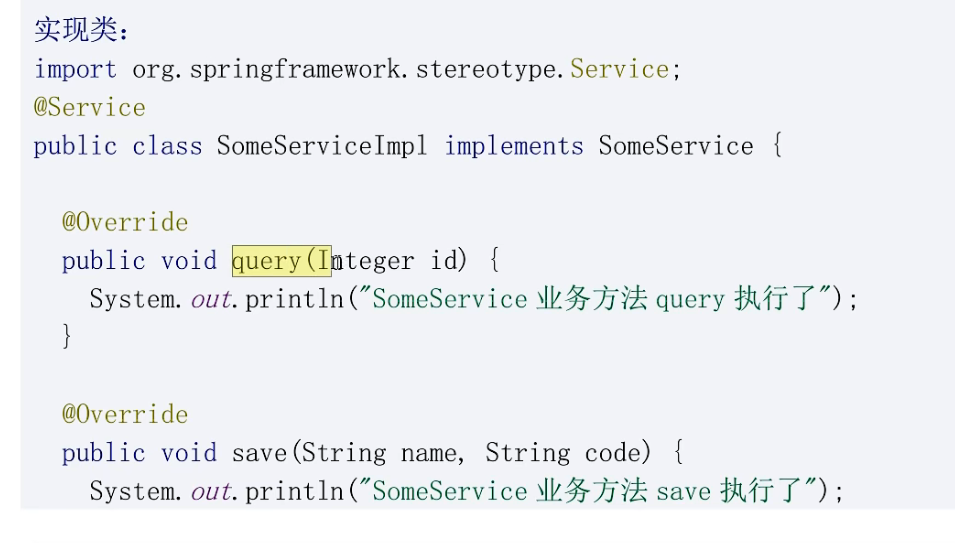 实现类：
import org.springframework.stereotype.Service;
@Service
public class SomeServiceImpl implements SomeService {
@Override
public void query(Integer id) {
System.out.println("SomeService 业务方法 query 执行了");
}
@Override
public void save(String name, String code) {
System.out.println("SomeService 业务方法 save 执行了");